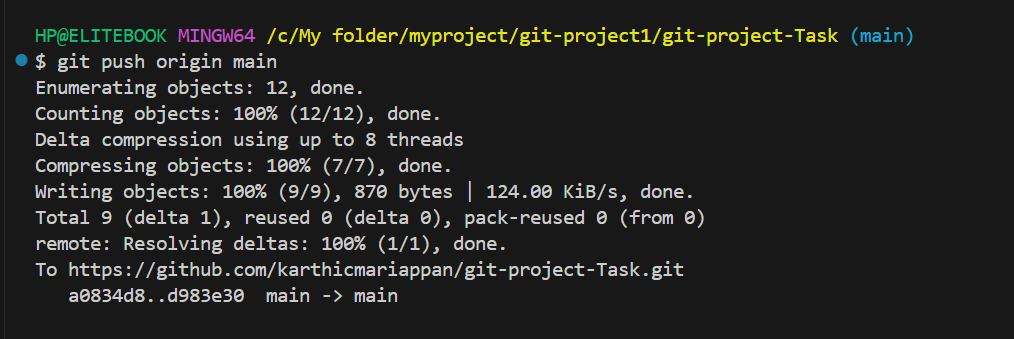 HP@ELITEBOOK MINGW64 /c/My folder/myproject/git-project1/git-project-Task (main)
$ git push origin main
Enumerating objects: 12, done.
Counting objects: 100% (12/12), done.
Delta compression using up to 8 threads
Compressing objects: 100% (7/7), done.
Writing objects: 100% (9/9), 870 bytes | 124.00 KiB/s, done.
Total 9 (delta 1), reused 0 (delta 0), pack-reused 0 (from 0)
remote: Resolving deltas: 100% (1/1), done.
To https://github.com/karthicmariappan/git-project-Task.git
   a0834d8..d983e30  main -> main